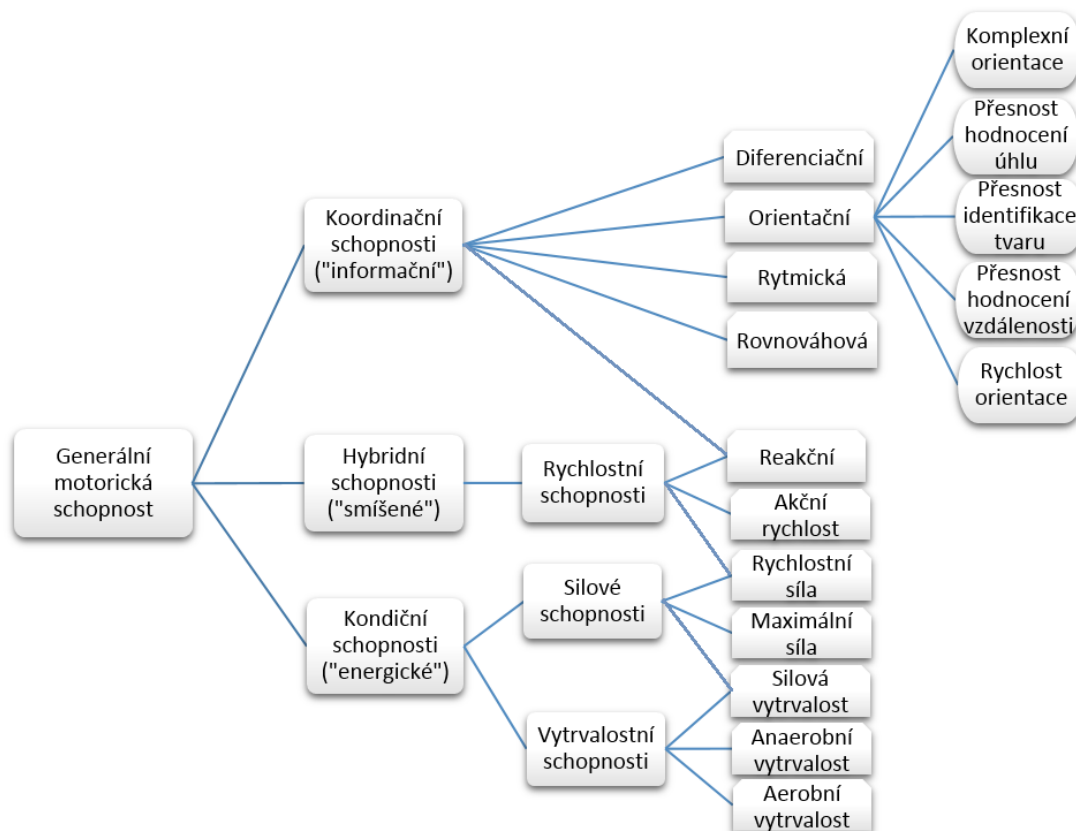 Komplexní
orientace
Přesnost
hodnocení
úhlu
Diferenciační
Přesnost
identifikace
tvaru
Koordinační
schopnosti
("informační")
Orientační
Rytmická
Přesnost
hodnocení
vzdálenosti
Rovnováhová
Rychlost
orientace
Generální
motorická
schopnost
Hybridní
schopnosti
("smíšené")
Rychlostní
schopnosti
Reakční
Akční
rychlost
Rychlostní
síla
Silové
schopnosti
Kondiční
schopnosti
("energické")
Maximální
síla
Silová
vytrvalost
Vytrvalostní
schopnosti
Anaerobní
vytrvalost
Aerobní
vytrvalost